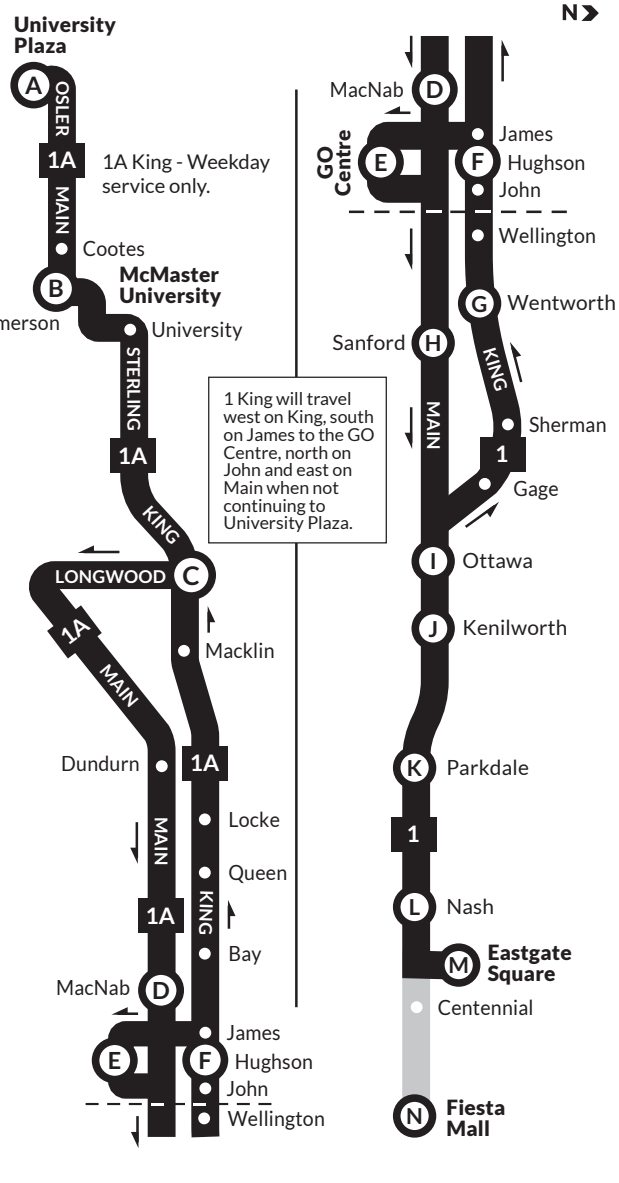 University
Plaza
A
OSLER
1A
1A King - Weekday
service only.
MAIN
Cootes
B
McMaster
University
University
STERLING
1A
KING
LONGWOOD
C
1A
Macklin
MAIN
Dundurn
1A
Locke
MAIN
Queen
KING
1A
Bay
MacNab
D
James
E
F
Hughson
John
Wellington
1 King will travel
west on King, south
on James to the GO
Centre, north on
John and east on
Main when not
continuing to
University Plaza.
N
MacNab
D
James
GO
Centre
E
F
Hughson
John
Wellington
G
Wentworth
Sanford
H
KING
MAIN
Sherman
1
Gage
I
Ottawa
J
Kenilworth
K
Parkdale
1
L
Nash
M
Eastgate
Square
Centennial
N
Fiesta
Mall